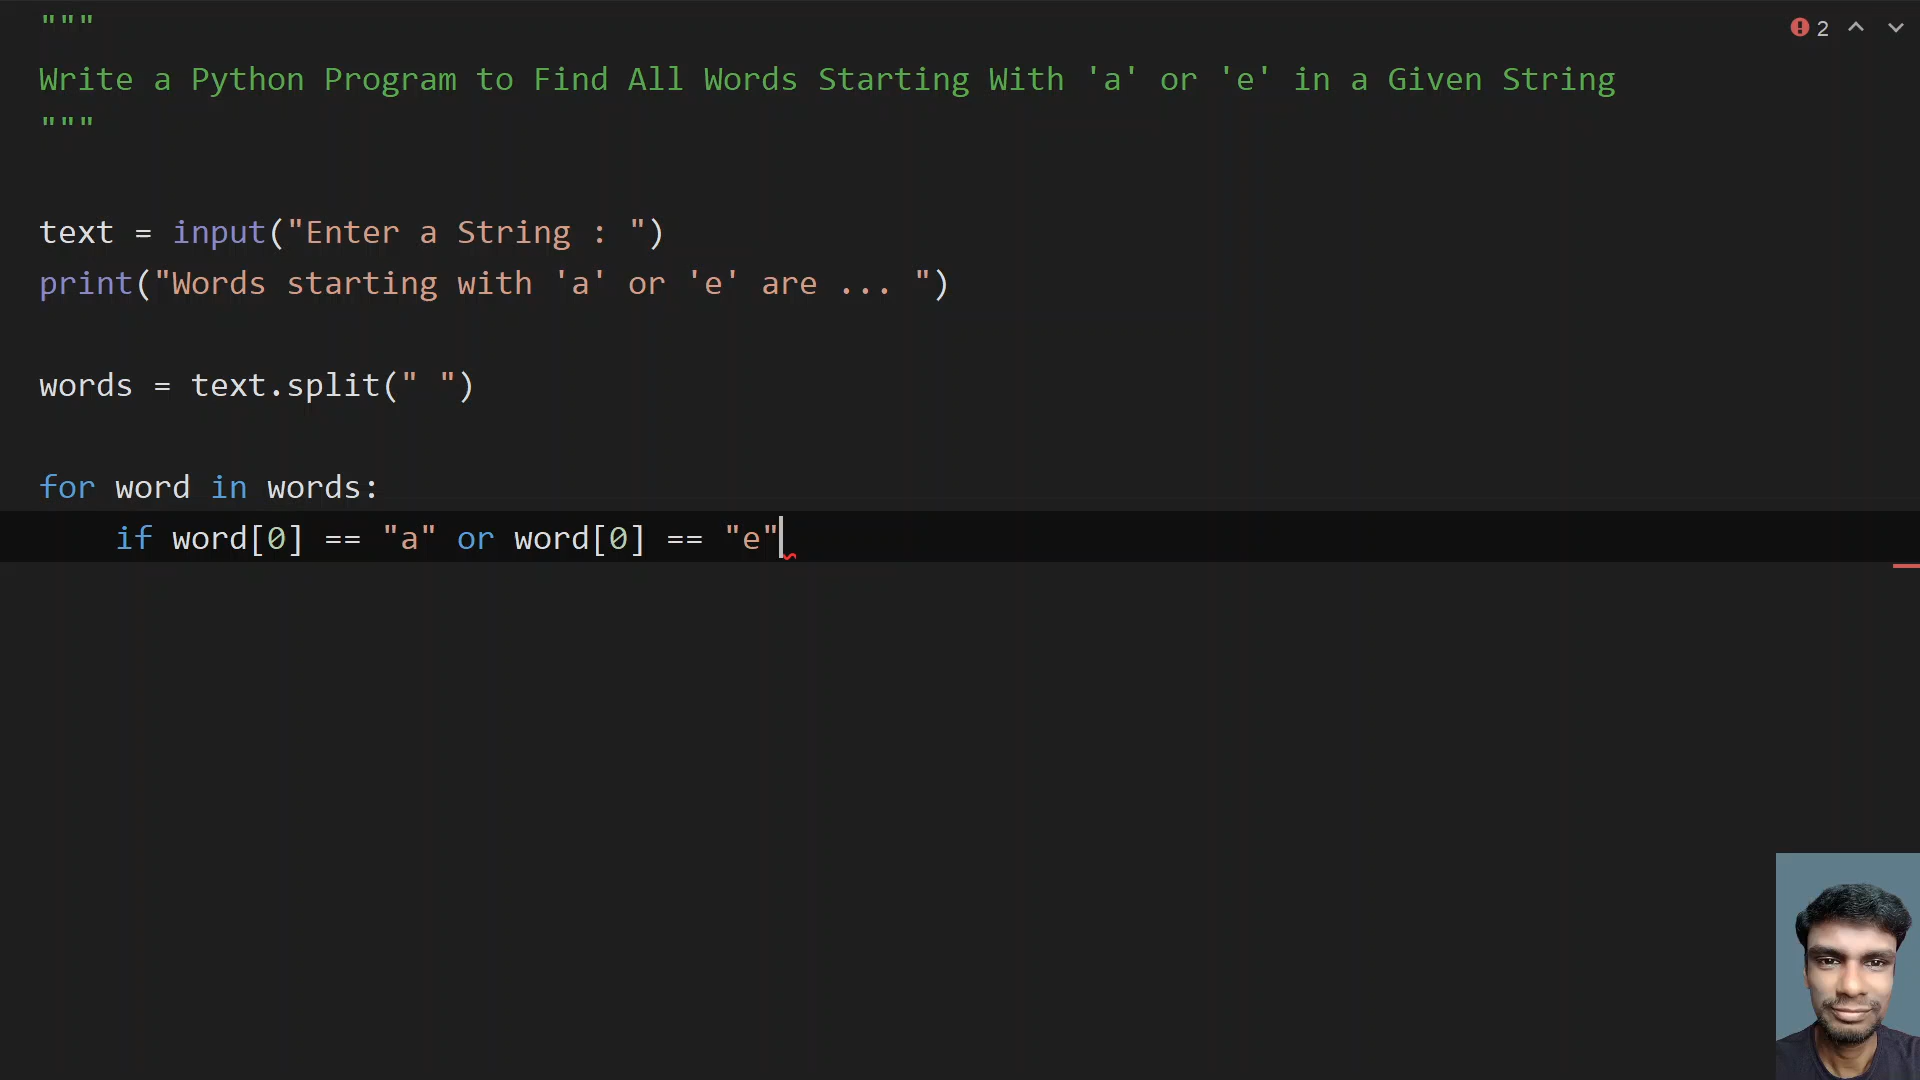 """
2
Write a Python Program to Find All Words Starting With 'a' or 'e' in a Given String
"""
text = input("Enter a String : ")
print("Words starting with 'a' or 'e' are ... ")
words = text.split(" ")
for word in words:
    if word[0] == "a" or word[0] == "e"